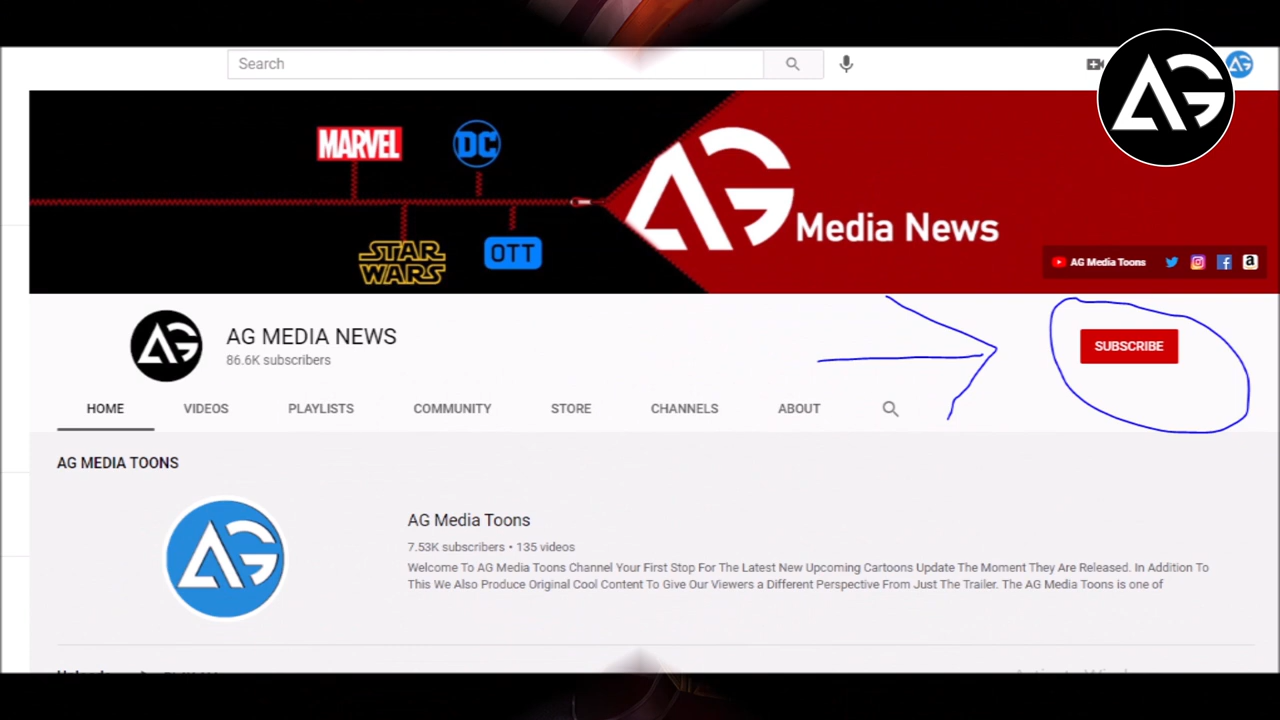 Search
AG
MARVEL
DC
STAR
WARS
OTT
AG Media News
AG Media Toons
AG
AG MEDIA NEWS
86.6K subscribers
SUBSCRIBE
HOME VIDEOS PLAYLISTS COMMUNITY STORE CHANNELS ABOUT
AG MEDIA TOONS
AG
AG Media Toons
7.53K subscribers • 135 videos
Welcome To AG Media Toons Channel Your First Stop For The Latest New Upcoming Cartoons Update The Moment They Are Released. In Addition To
This We Also Produce Original Cool Content To Give Our Viewers a Different Perspective From Just The Trailer. The AG Media Toons is one of